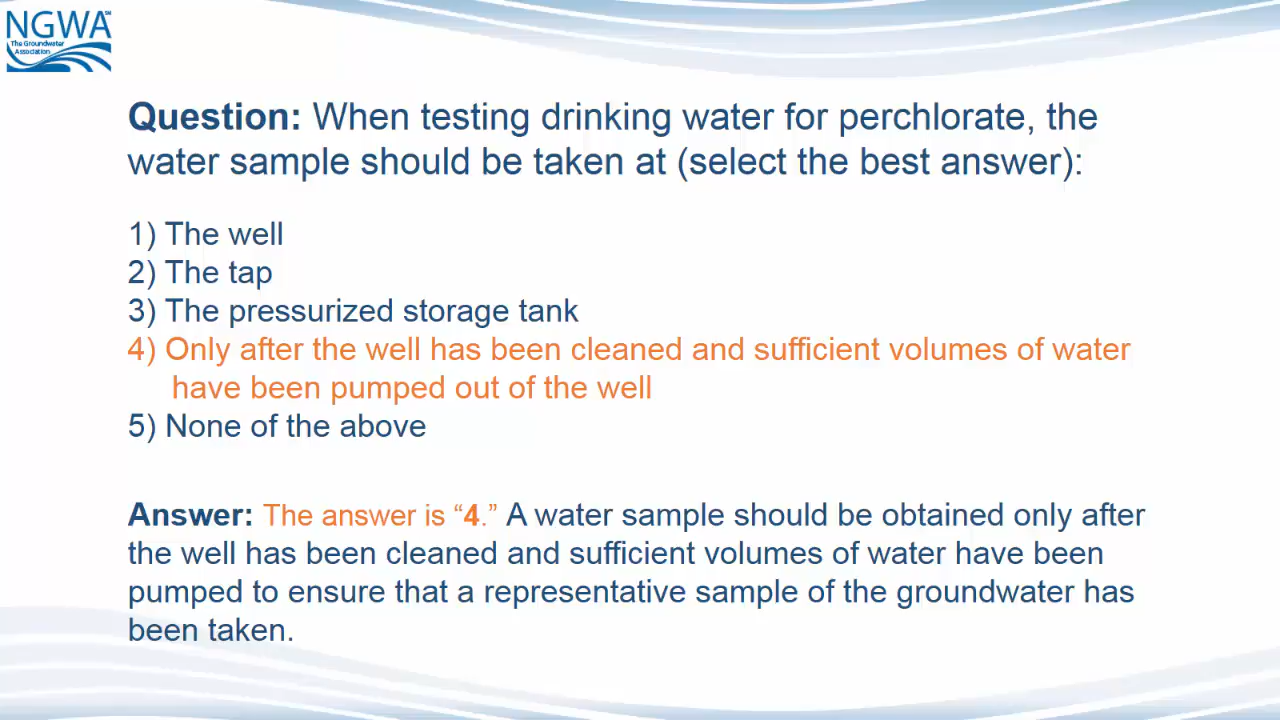 NGWA
The Groundwater
Association
Question: When testing drinking water for perchlorate, the
water sample should be taken at (select the best answer):
1) The well
2) The tap
3) The pressurized storage tank
4) Only after the well has been cleaned and sufficient volumes of water
have been pumped out of the well
5) None of the above
Answer: The answer is “4.” A water sample should be obtained only after
the well has been cleaned and sufficient volumes of water have been
pumped to ensure that a representative sample of the groundwater has
been taken.